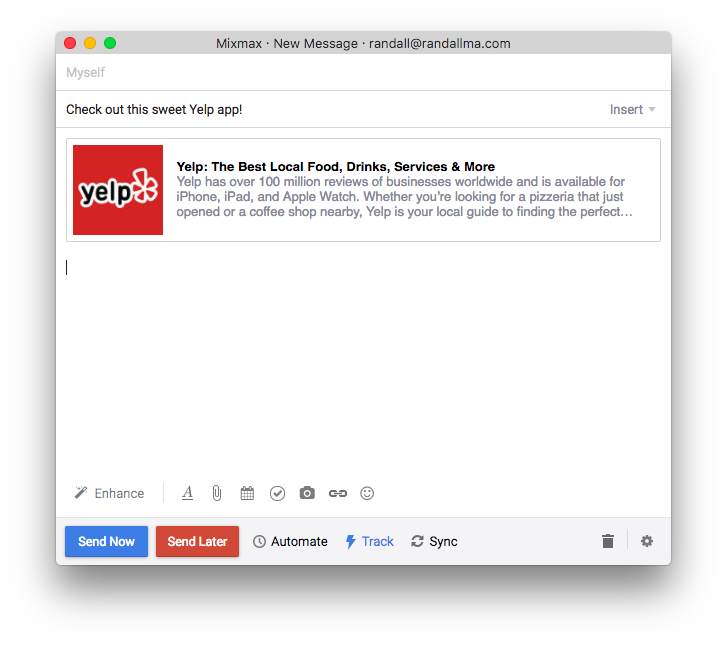 Mixmax · New Message · randall@randallma.com
Myself
Check out this sweet Yelp app!
Insert
yelp
Yelp: The Best Local Food, Drinks, Services & More
Yelp has over 100 million reviews of businesses worldwide and is available for
iPhone, iPad, and Apple Watch. Whether you’re looking for a pizzeria that just
opened or a coffee shop nearby, Yelp is your local guide to finding the perfect…
Enhance A
Send Now Send Later Automate Track Sync